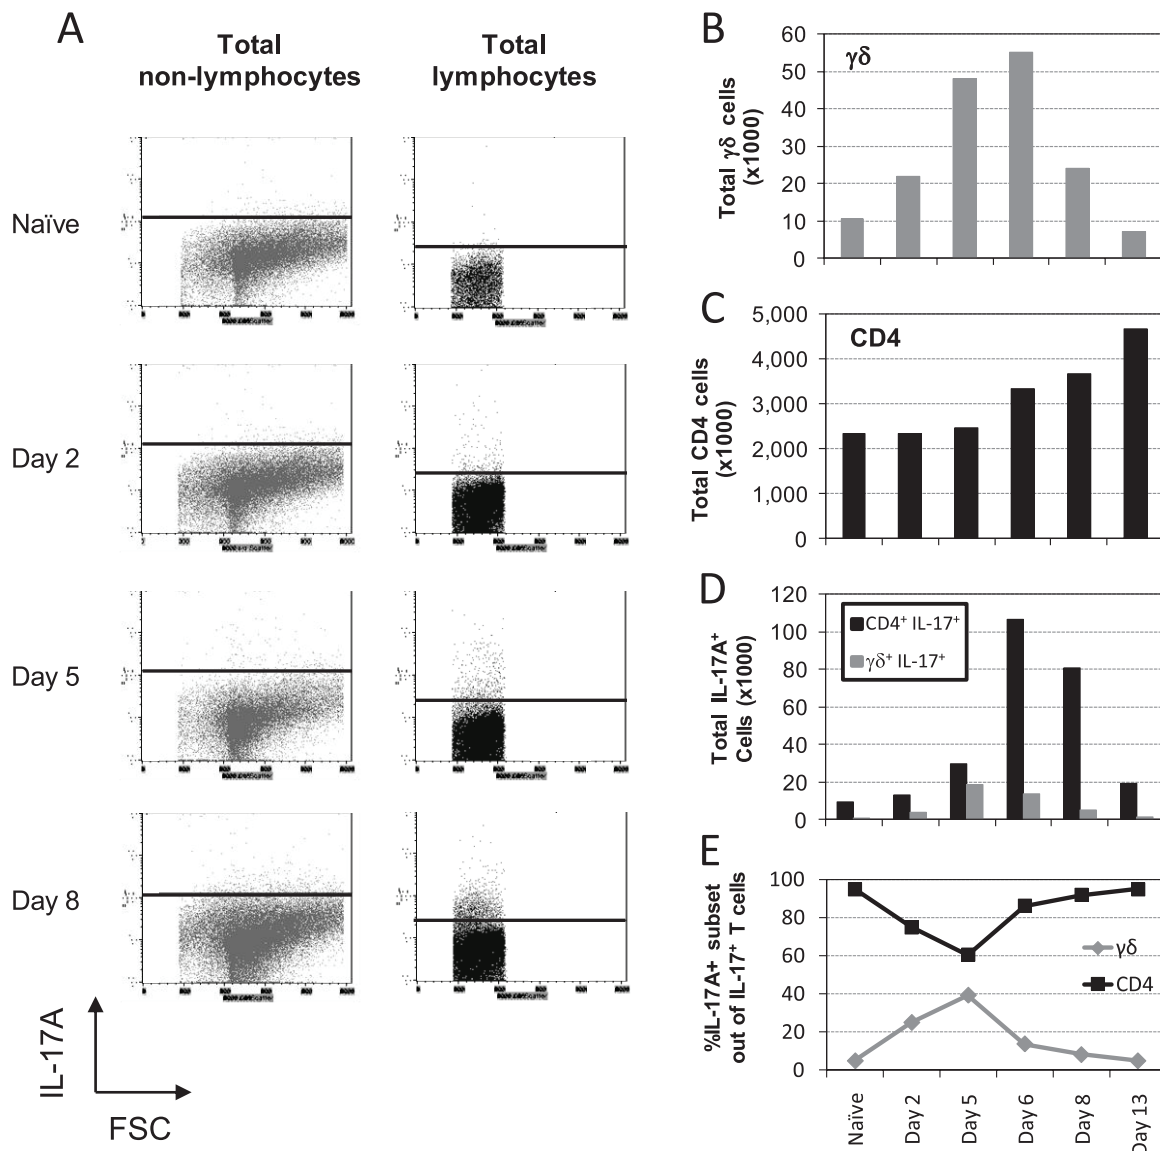 A
Total
non-lymphocytes
Total
lymphocytes
Naïve
Day 2
Day 5
Day 8
IL-17A
FSC
B
γδ
Total γδ cells
(x1000)
60
50
40
30
20
10
0
C
CD4
Total CD4 cells
(x1000)
5,000
4,000
3,000
2,000
1,000
0
D
CD4+ IL-17+
γδ+ IL-17+
Total IL-17A+
Cells (x1000)
120
100
80
60
40
20
0
E
%IL-17A+ subset
out of IL-17+ T cells
100
80
60
40
20
0
γδ
CD4
Naïve
Day 2
Day 5
Day 6
Day 8
Day 13